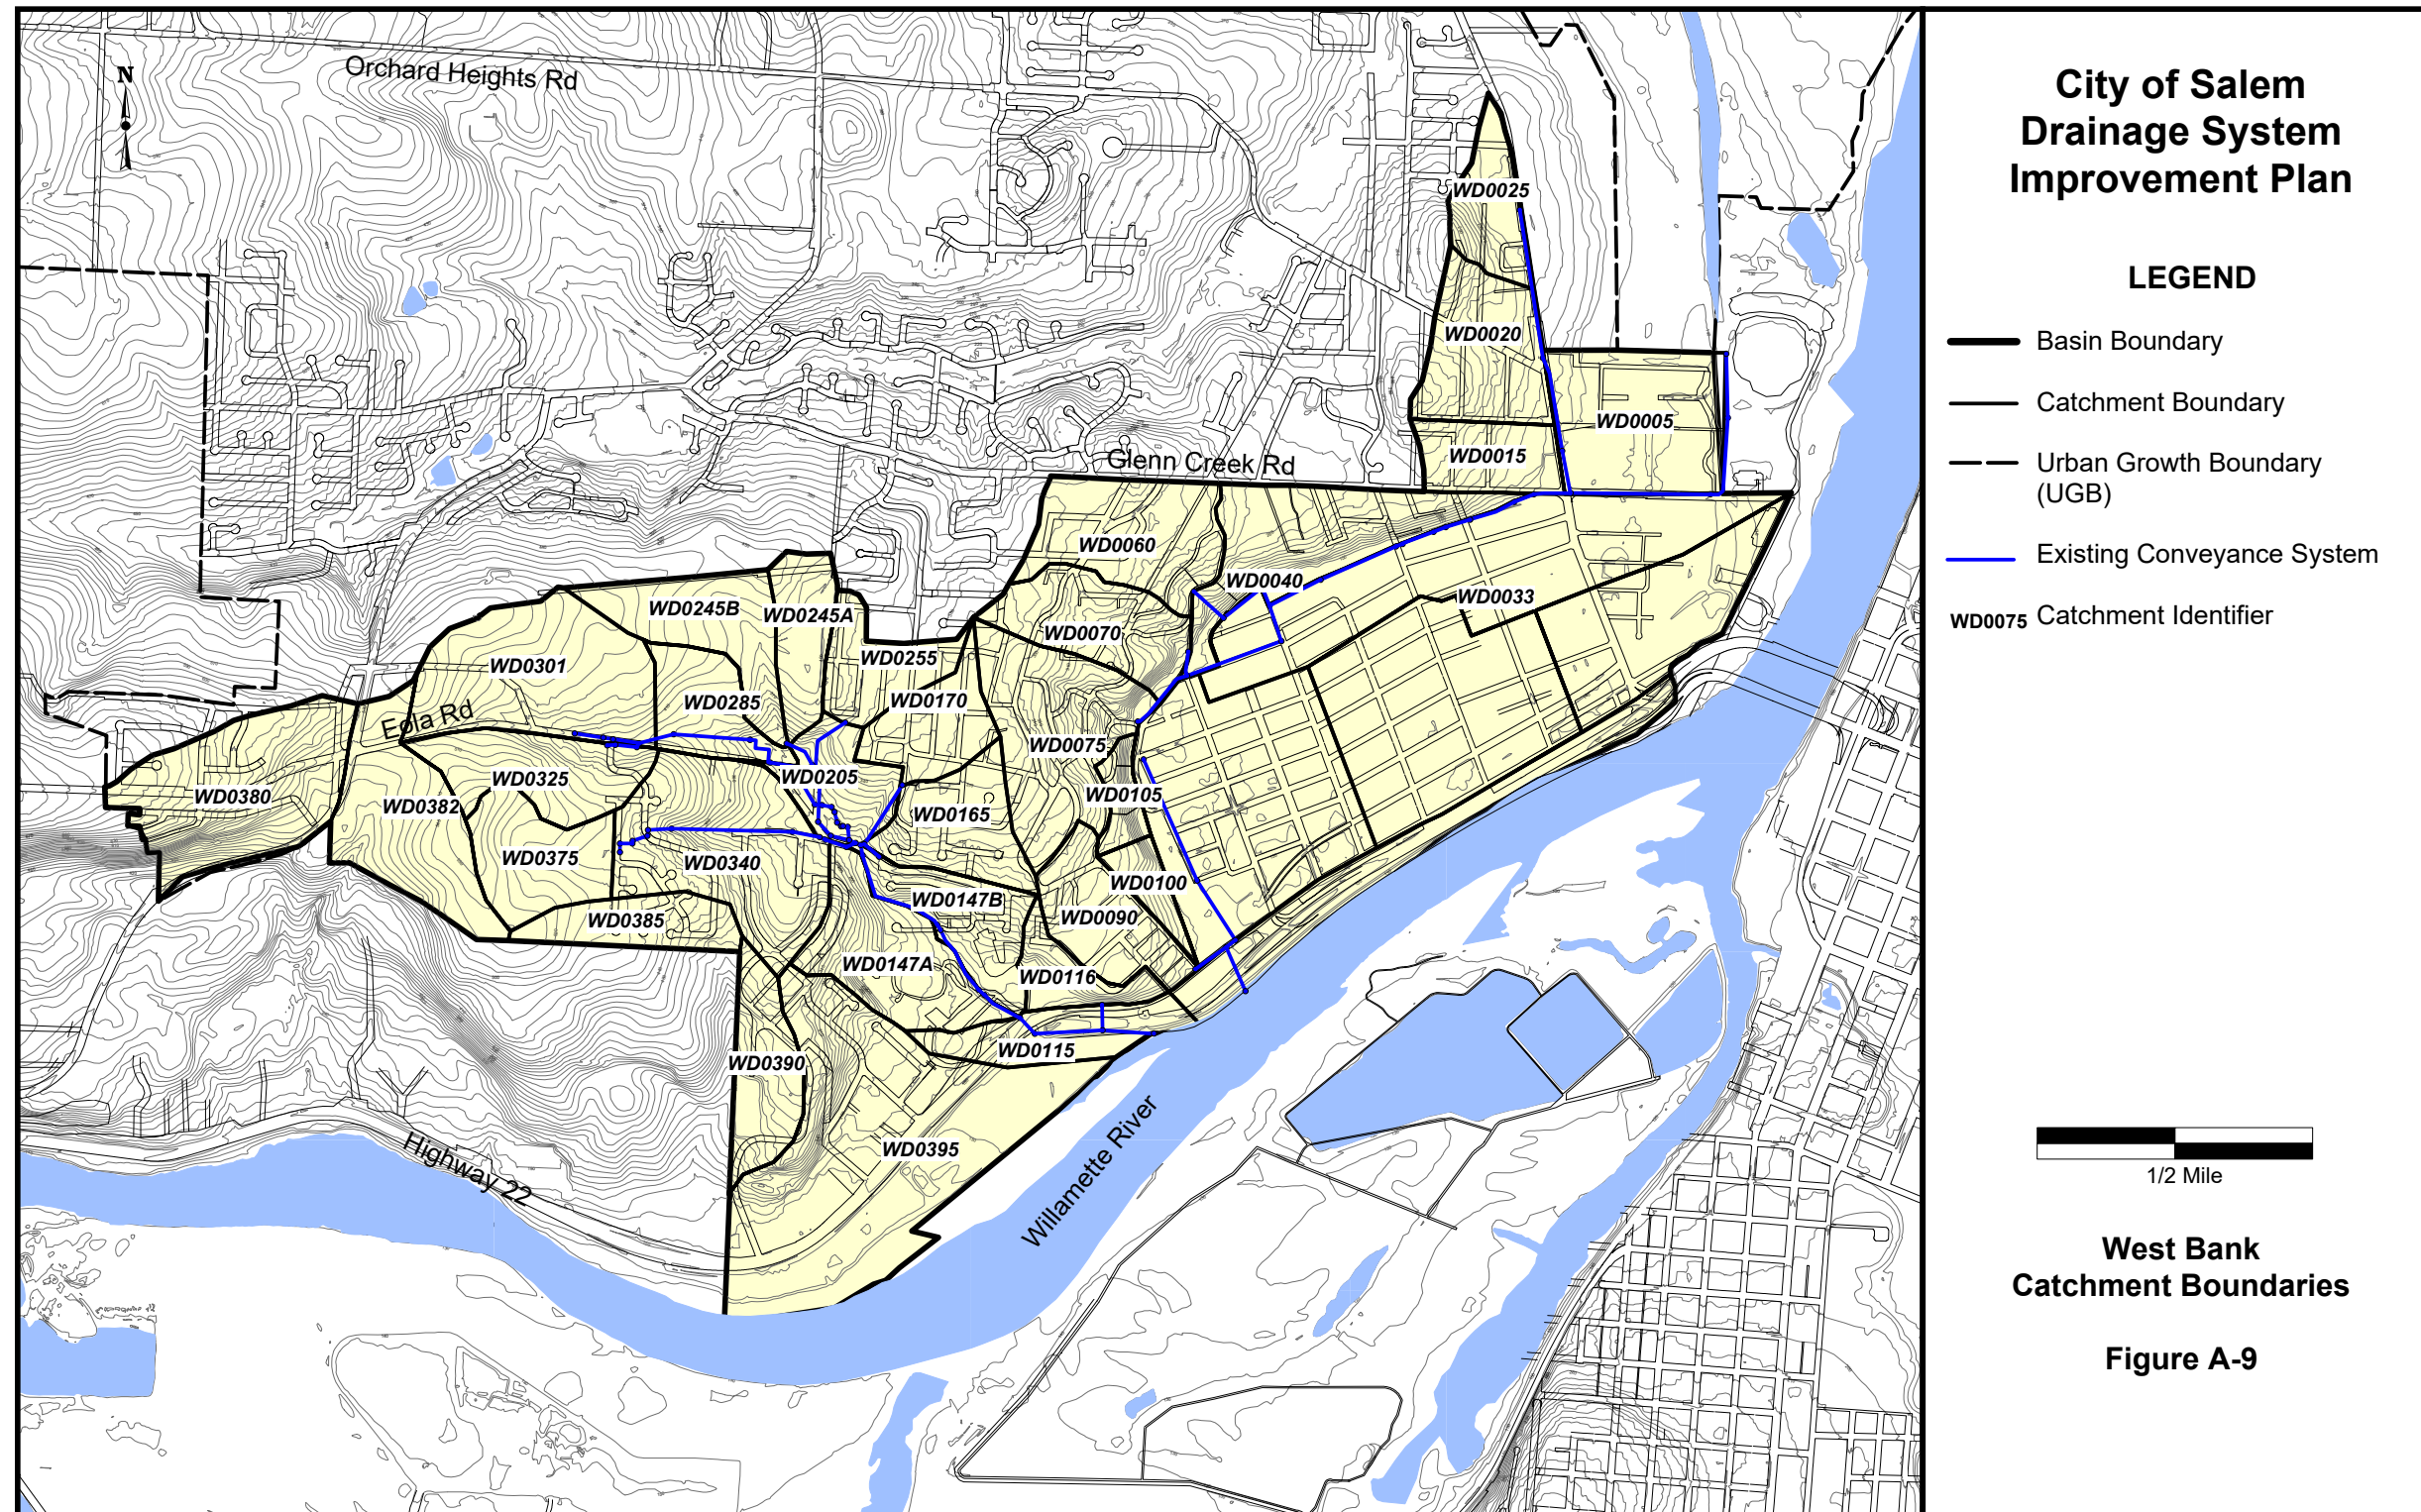 N
Orchard Heights Rd
WD0025
WD0020
WD0005
WD0015
Glenn Creek Rd
WD0060
WD0040
WD0033
WD0245B
WD0245A
WD0070
WD0255
WD0301
WD0170
WD0285
Eola Rd
WD0075
WD0325
WD0205
WD0380
WD0382
WD0105
WD0165
WD0375
WD0340
WD0100
WD0147B
WD0385
WD0090
WD0147A
WD0116
WD0115
WD0390
WD0395
Highway 22
Willamette River
City of Salem
Drainage System
Improvement Plan
LEGEND
Basin Boundary
Catchment Boundary
Urban Growth Boundary
(UGB)
Existing Conveyance System
WD0075 Catchment Identifier
1/2 Mile
West Bank
Catchment Boundaries
Figure A-9